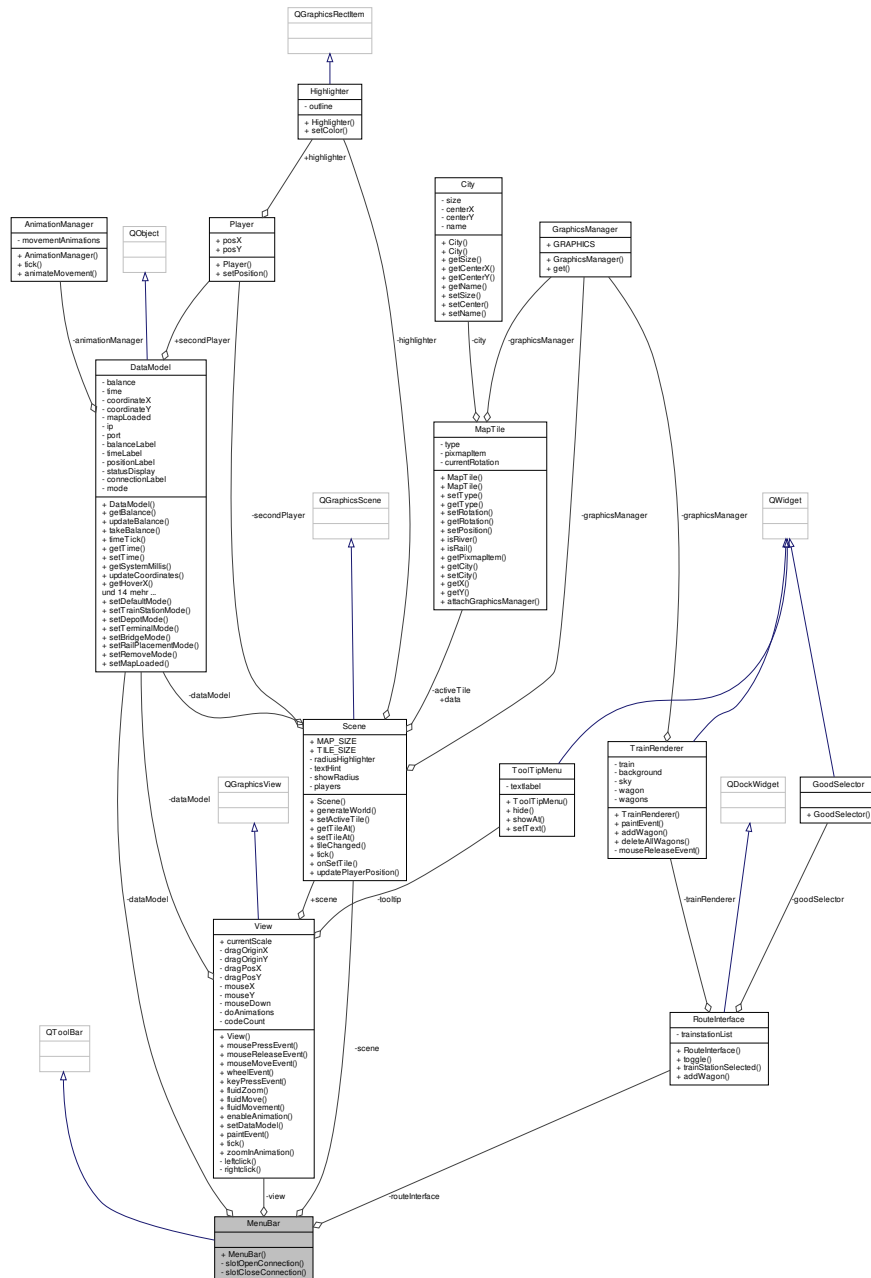 QGraphicsRectItem
Highlighter
- outline
+ Highlighter()
+ setColor()
+highlighter
City
- size
- centerX
- centerY
- name
+ City()
+ City()
+ getSize()
+ getCenterX()
+ getCenterY()
+ getName()
+ setSize()
+ setCenter()
+ setName()
AnimationManager
- movementAnimations
+ AnimationManager()
+ tick()
+ animateMovement()
QObject
Player
+ posX
+ posY
+ Player()
+ setPosition()
GraphicsManager
+ GRAPHICS
+ GraphicsManager()
+ get()
-animationManager
+secondPlayer
-highlighter
-city
-graphicsManager
DataModel
- balance
- time
- coordinateX
- coordinateY
- mapLoaded
- ip
- port
- balanceLabel
- timeLabel
- positionLabel
- statusDisplay
- connectionLabel
- mode
+ DataModel()
+ getBalance()
+ updateBalance()
+ takeBalance()
+ timeTick()
+ getTime()
+ setTime()
+ getSystemMillis()
+ updateCoordinates()
+ getHoverX()
und 14 mehr ...
+ setDefaultMode()
+ setTrainStationMode()
+ setDepotMode()
+ setTerminalMode()
+ setBridgeMode()
+ setRailPlacementMode()
+ setRemoveMode()
+ setMapLoaded()
MapTile
- type
- pixmapItem
- currentRotation
+ MapTile()
+ MapTile()
+ setType()
+ getType()
+ setRotation()
+ getRotation()
+ setPosition()
+ isRiver()
+ isRail()
+ getPixmapItem()
+ getCity()
+ setCity()
+ getX()
+ getY()
+ attachGraphicsManager()
QGraphicsScene
QWidget
-secondPlayer
-graphicsManager
-graphicsManager
-dataModel
-activeTile
+data
Scene
+ MAP_SIZE
+ TILE_SIZE
- radiusHighlighter
- textHint
- showRadius
- players
+ Scene()
+ generateWorld()
+ setActiveTile()
+ getTileAt()
+ setTileAt()
+ tileChanged()
+ tick()
+ onSetTile()
+ updatePlayerPosition()
QGraphicsView
ToolTipMenu
- textlabel
+ ToolTipMenu()
+ hide()
+ showAt()
+ setText()
TrainRenderer
- train
- background
- sky
- wagon
- wagons
+ TrainRenderer()
+ paintEvent()
+ addWagon()
+ deleteAllWagons()
- mouseReleaseEvent()
QDockWidget
GoodSelector
+ GoodSelector()
-dataModel
-dataModel
+scene
-tooltip
-trainRenderer
-goodSelector
View
+ currentScale
- dragOriginX
- dragOriginY
- dragPosX
- dragPosY
- mouseX
- mouseY
- mouseDown
- doAnimations
- codeCount
+ View()
+ mousePressEvent()
+ mouseReleaseEvent()
+ mouseMoveEvent()
+ wheelEvent()
+ keyPressEvent()
+ fluidZoom()
+ fluidMove()
+ fluidMovement()
+ enableAnimation()
+ setDataModel()
+ paintEvent()
+ tick()
+ zoomInAnimation()
- leftclick()
- rightclick()
QToolBar
RouteInterface
- trainstationList
+ RouteInterface()
+ toggle()
+ trainStationSelected()
+ addWagon()
-scene
-view
-routeInterface
MenuBar
+ MenuBar()
- slotOpenConnection()
- slotCloseConnection()